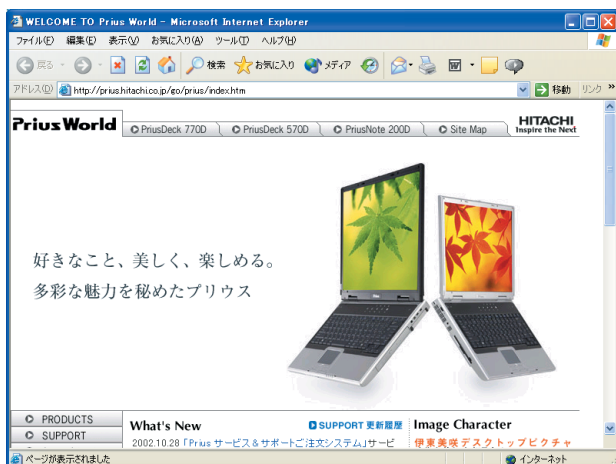 WELCOME TO Prius World - Microsoft Internet Explorer
ファイル(F) 編集(E) 表示(V) お気に入り(A) ツール(T) ヘルプ(H)
戻る 検索 お気に入り メディア
アドレス(D) http://prius.hitachi.co.jp/go/prius/index.htm 移動 リンク »
Prius World PriusDeck 770D PriusDeck 570D PriusNote 200D Site Map HITACHI
Inspire the Next
好きなこと、美しく、楽しめる。
多彩な魅力を秘めたプリウス
PRODUCTS
SUPPORT
What's New SUPPORT 更新履歴 Image Character
2002.10.28「Prius サービス&サポートご注文システム」サービ 伊東美咲デスクトップピクチャ
ページが表示されました インターネット